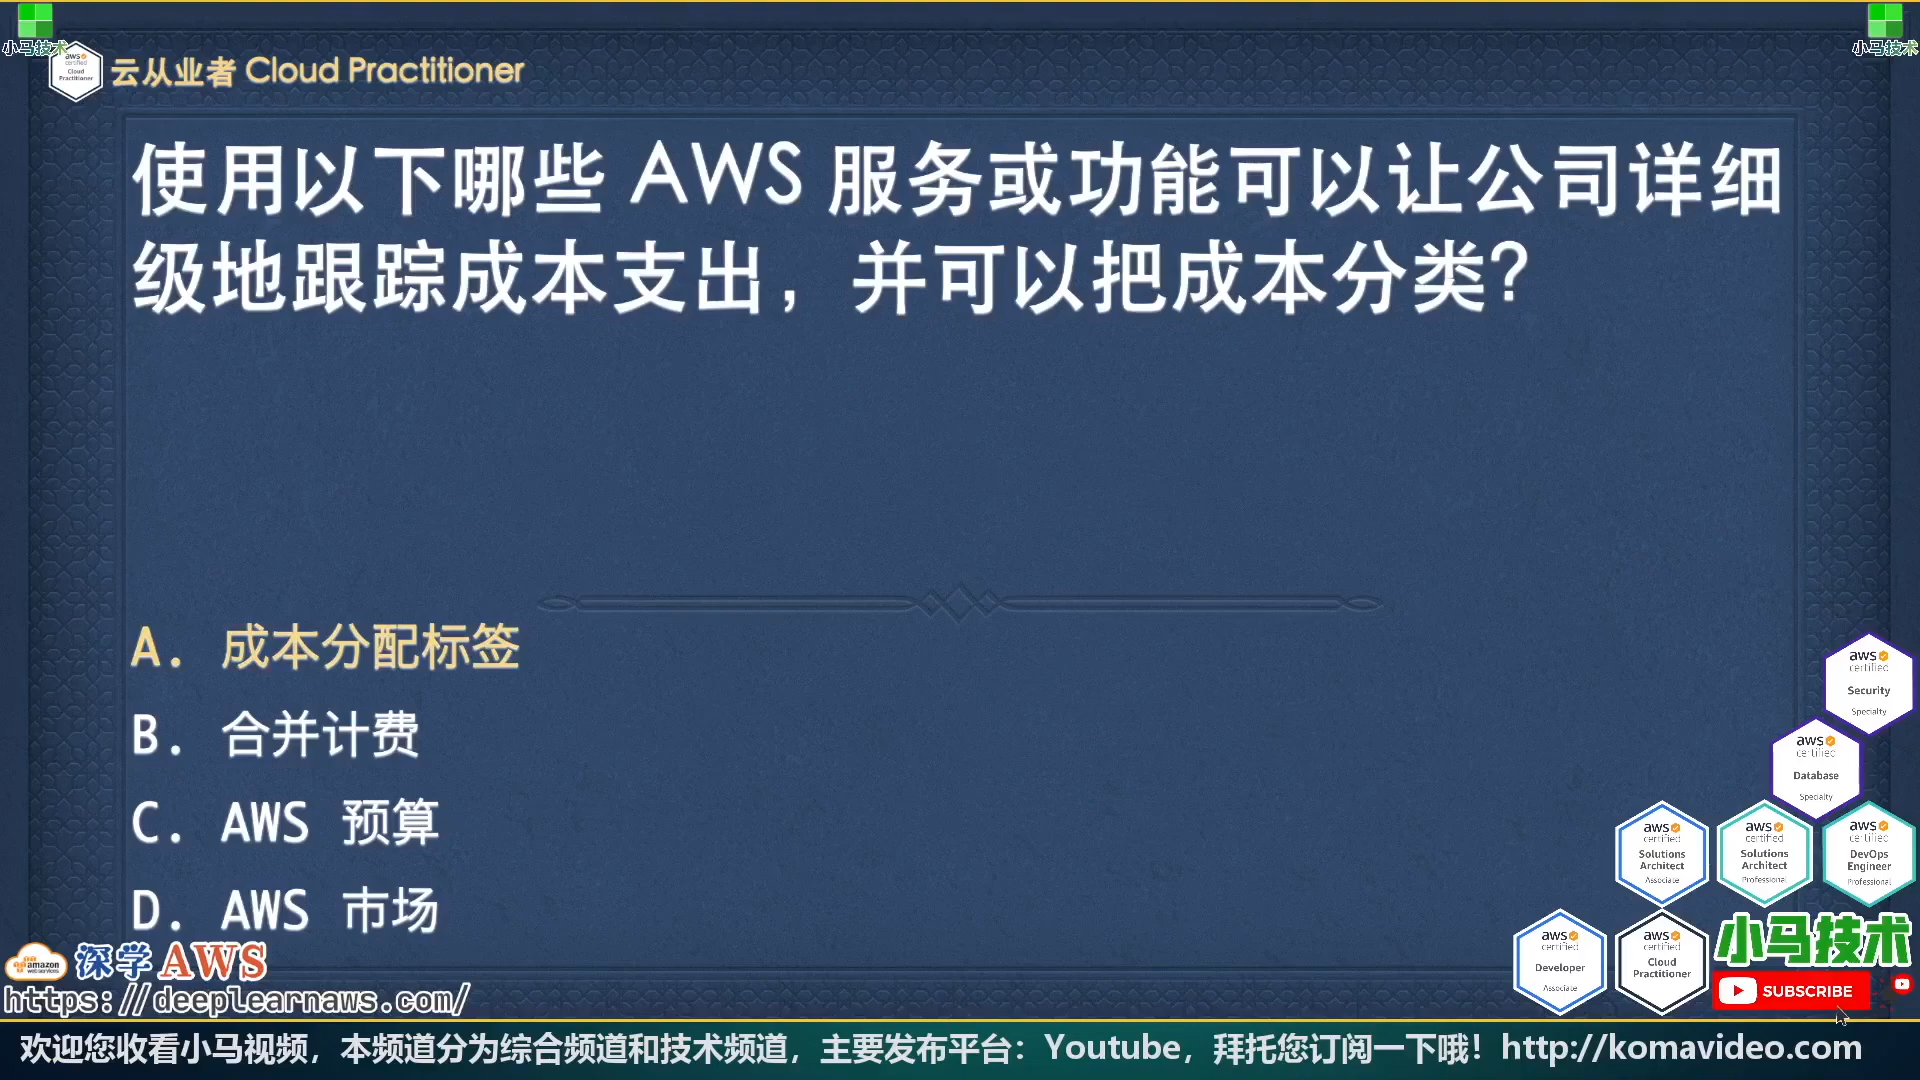 小马技术
小马技术
aws certified Cloud Practitioner
云从业者 Cloud Practitioner
使用以下哪些 AWS 服务或功能可以让公司详细
级地跟踪成本支出，并可以把成本分类？
A. 成本分配标签
B. 合并计费
C. AWS 预算
D. AWS 市场
aws certified
Security
Specialty
aws certified
Database
Specialty
aws certified
Solutions
Architect
Associate
aws certified
Solutions
Architect
Professional
aws certified
DevOps
Engineer
Professional
aws certified
Developer
Associate
aws certified
Cloud
Practitioner
小马技术
SUBSCRIBE
amazon
web services
深学 AWS
https://deeplearnaws.com/
欢迎您收看小马视频，本频道分为综合频道和技术频道，主要发布平台：Youtube，拜托您订阅一下哦！http://komavideo.com